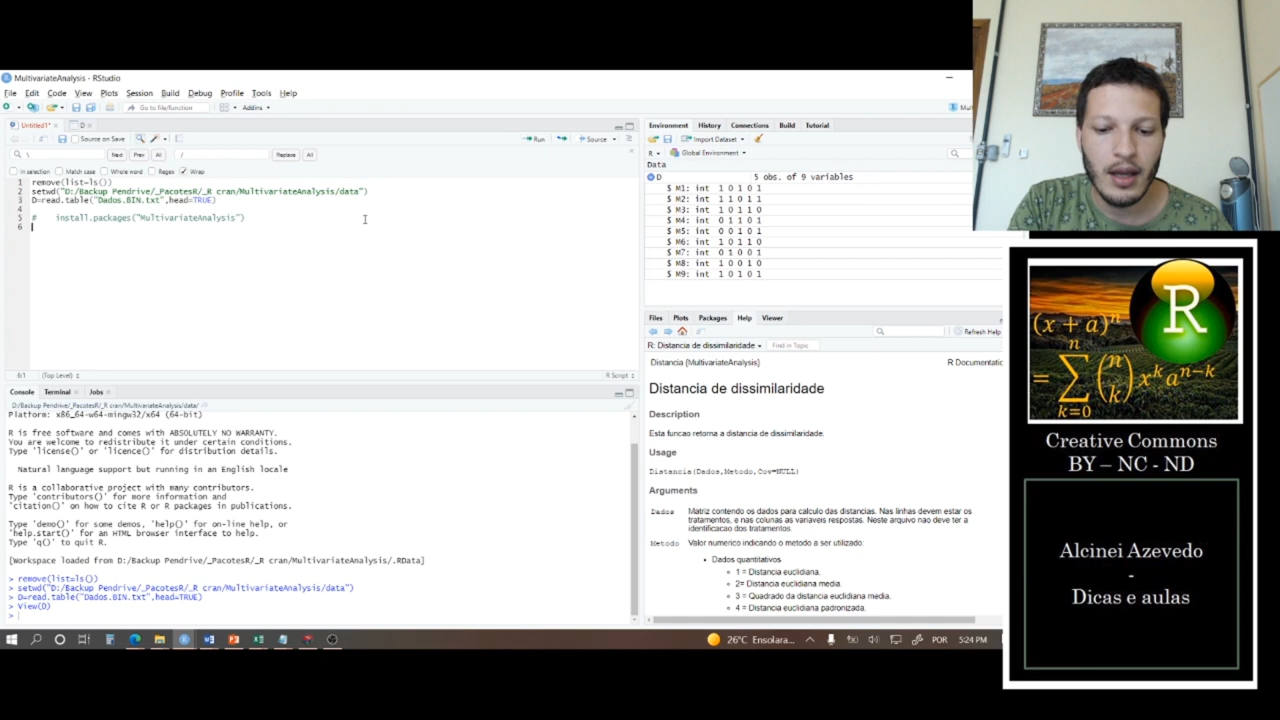 MultivariateAnalysis - RStudio
File Edit Code View Plots Session Build Debug Profile Tools Help
Go to file/function Addins
Untitled1* D
Source on Save Run Source
\ Next Prev All / Replace All
In selection Match case Whole word Regex Wrap
1 remove(list=ls())
2 setwd("D:/Backup Pendrive/_PacotesR/_R cran/MultivariateAnalysis/data")
3 D=read.table("Dados.BIN.txt",head=TRUE)
4
5 # install.packages("MultivariateAnalysis")
6
6:1 (Top Level) R Script
Console Terminal Jobs
D:/Backup Pendrive/_PacotesR/_R cran/MultivariateAnalysis/data/
Platform: x86_64-w64-mingw32/x64 (64-bit)
R is free software and comes with ABSOLUTELY NO WARRANTY.
You are welcome to redistribute it under certain conditions.
Type 'license()' or 'licence()' for distribution details.
Natural language support but running in an English locale
R is a collaborative project with many contributors.
Type 'contributors()' for more information and
'citation()' on how to cite R or R packages in publications.
Type 'demo()' for some demos, 'help()' for on-line help, or
'help.start()' for an HTML browser interface to help.
Type 'q()' to quit R.
[Workspace loaded from D:/Backup Pendrive/_PacotesR/_R cran/MultivariateAnalysis/.RData]
> remove(list=ls())
> setwd("D:/Backup Pendrive/_PacotesR/_R cran/MultivariateAnalysis/data")
> D=read.table("Dados.BIN.txt",head=TRUE)
> View(D)
>
Environment History Connections Build Tutorial
Import Dataset
R Global Environment
Data
D 5 obs. of 9 variables
$ M1: int 1 0 1 0 1
$ M2: int 1 1 0 1 1
$ M3: int 1 0 1 1 0
$ M4: int 0 1 1 0 1
$ M5: int 0 0 1 0 1
$ M6: int 1 0 1 1 0
$ M7: int 0 1 0 0 1
$ M8: int 1 0 0 1 0
$ M9: int 1 0 1 0 1
Files Plots Packages Help Viewer
Refresh Help
R: Distancia de dissimilaridade Find in Topic
Distancia {MultivariateAnalysis} R Documentatic
Distancia de dissimilaridade
Description
Esta funcao retorna a distancia de dissimilaridade.
Usage
Distancia(Dados,Metodo,Cov=NULL)
Arguments
Dados Matriz contendo os dados para calculo das distancias. Nas linhas devem estar os
tratamentos, e nas colunas as variaveis respostas. Neste arquivo nao deve ter a
identificacao dos tratamentos.
Metodo Valor numerico indicando o metodo a ser utilizado:
• Dados quantitativos
1 = Distancia euclidiana.
2= Distancia euclidiana media.
3 = Quadrado da distancia euclidiana media.
4 = Distancia euclidiana padronizada.
26°C Ensolara... POR 5:24 PM
R
(x + a)ⁿ
= ∑ₖ₌₀ⁿ (n k) xᵏaⁿ⁻ᵏ
Creative Commons
BY – NC - ND
Alcinei Azevedo
-
Dicas e aulas